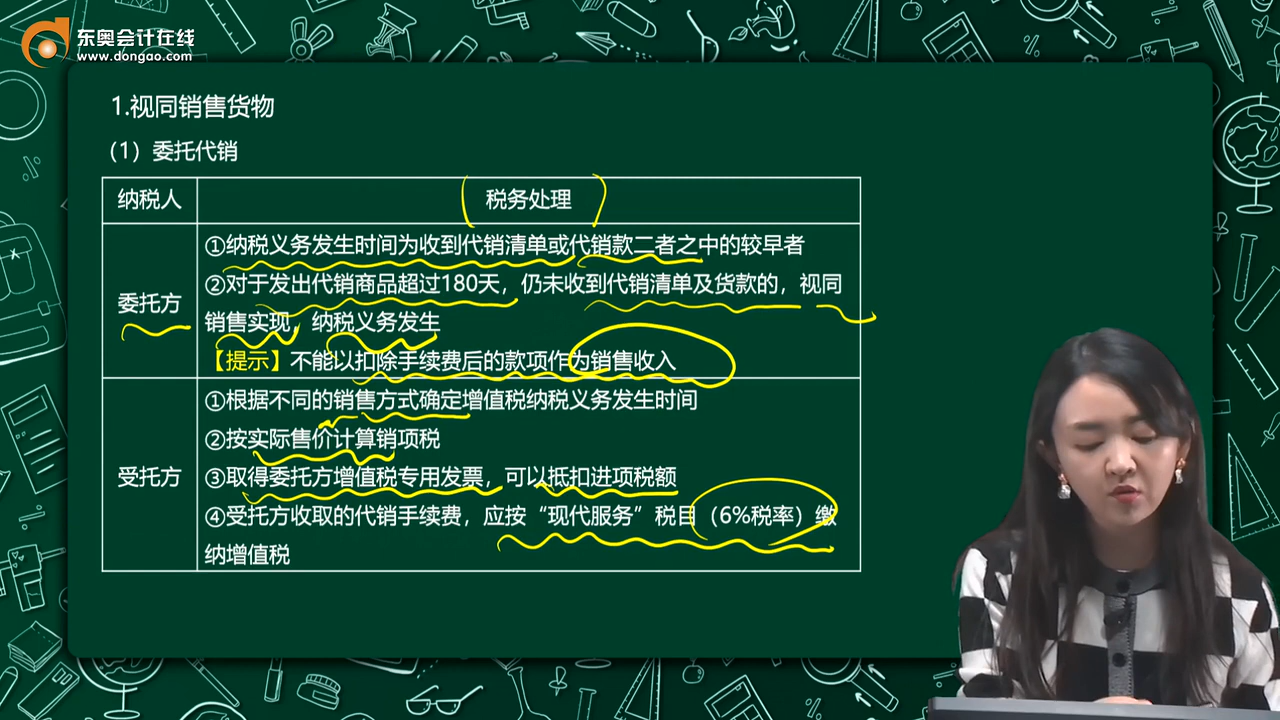 东奥会计在线
www.dongao.com
1.视同销售货物
（1）委托代销
纳税人
税务处理
委托方
①纳税义务发生时间为收到代销清单或代销款二者之中的较早者
②对于发出代销商品超过180天，仍未收到代销清单及货款的，视同
销售实现，纳税义务发生
【提示】不能以扣除手续费后的款项作为销售收入
受托方
①根据不同的销售方式确定增值税纳税义务发生时间
②按实际售价计算销项税
③取得委托方增值税专用发票，可以抵扣进项税额
④受托方收取的代销手续费，应按“现代服务”税目（6%税率）缴
纳增值税